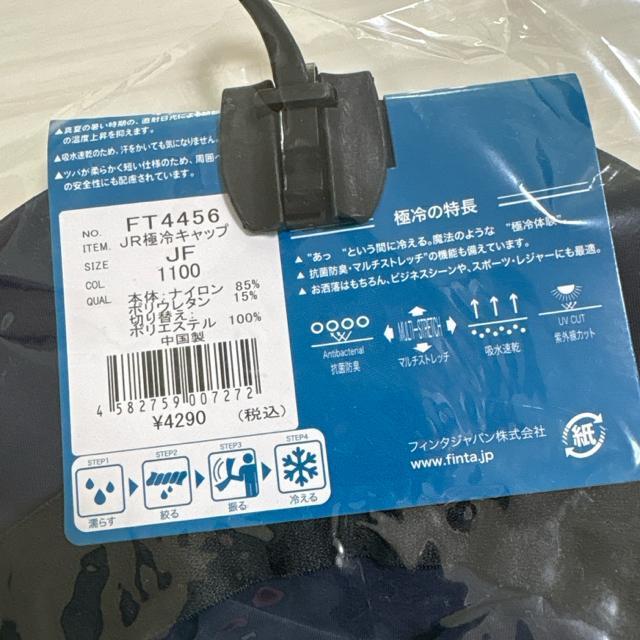 ▲真夏の暑い時期の、直射日光による
の温度上昇を抑えます。
▲吸水速乾のため、汗をかいても気になりません。
▲ツバが柔らかく短い仕様のため、周囲へ
の安全性にも配慮されています。
NO. FT4456
ITEM. JR極冷キャップ
SIZE JF
COL 1100
QUAL 本体:ナイロン 85%
ポリウレタン 15%
切り替え:
ポリエステル 100%
中国製
4 582759 007272
¥4290 (税込)
STEP1 STEP2 STEP3 STEP4
濡らす 絞る 振る 冷える
極冷の特長
▲ "あっ "という間に冷える。魔法のような "極冷体験"
▲ 抗菌防臭・マルチストレッチ"の機能も備えています。
▲ お洒落はもちろん、ビジネスシーンや、スポーツ・レジャーにも最適。
Antibacterial
抗菌防臭
MULTI-STRETCH
マルチストレッチ
吸水速乾
UV CUT
紫外線カット
フィンタジャパン株式会社
www.finta.jp
紙